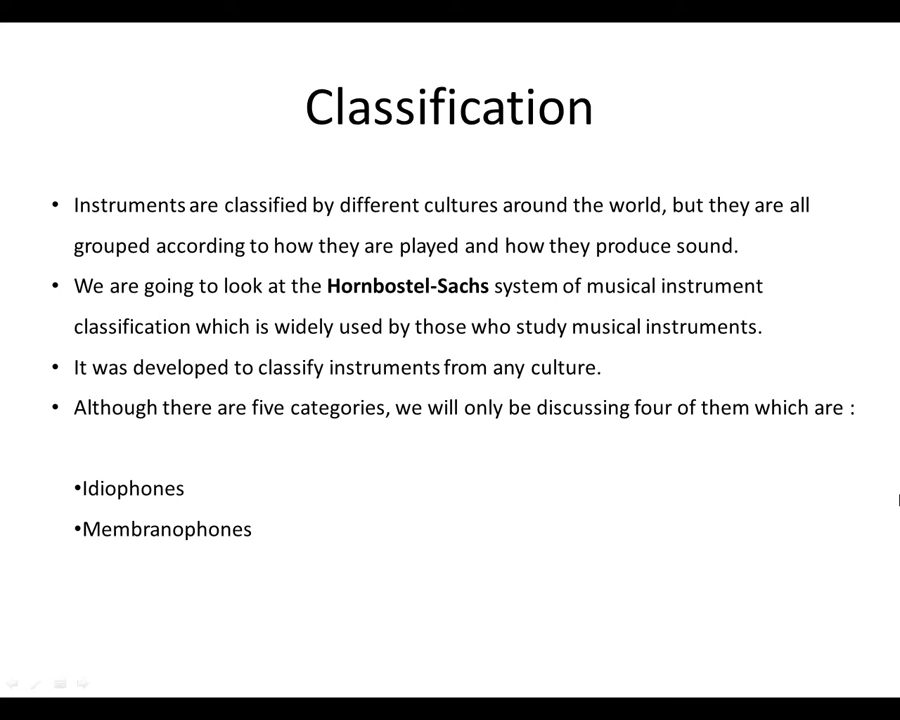 Classification
• Instruments are classified by different cultures around the world, but they are all
grouped according to how they are played and how they produce sound.
• We are going to look at the Hornbostel-Sachs system of musical instrument
classification which is widely used by those who study musical instruments.
• It was developed to classify instruments from any culture.
• Although there are five categories, we will only be discussing four of them which are :
•Idiophones
•Membranophones